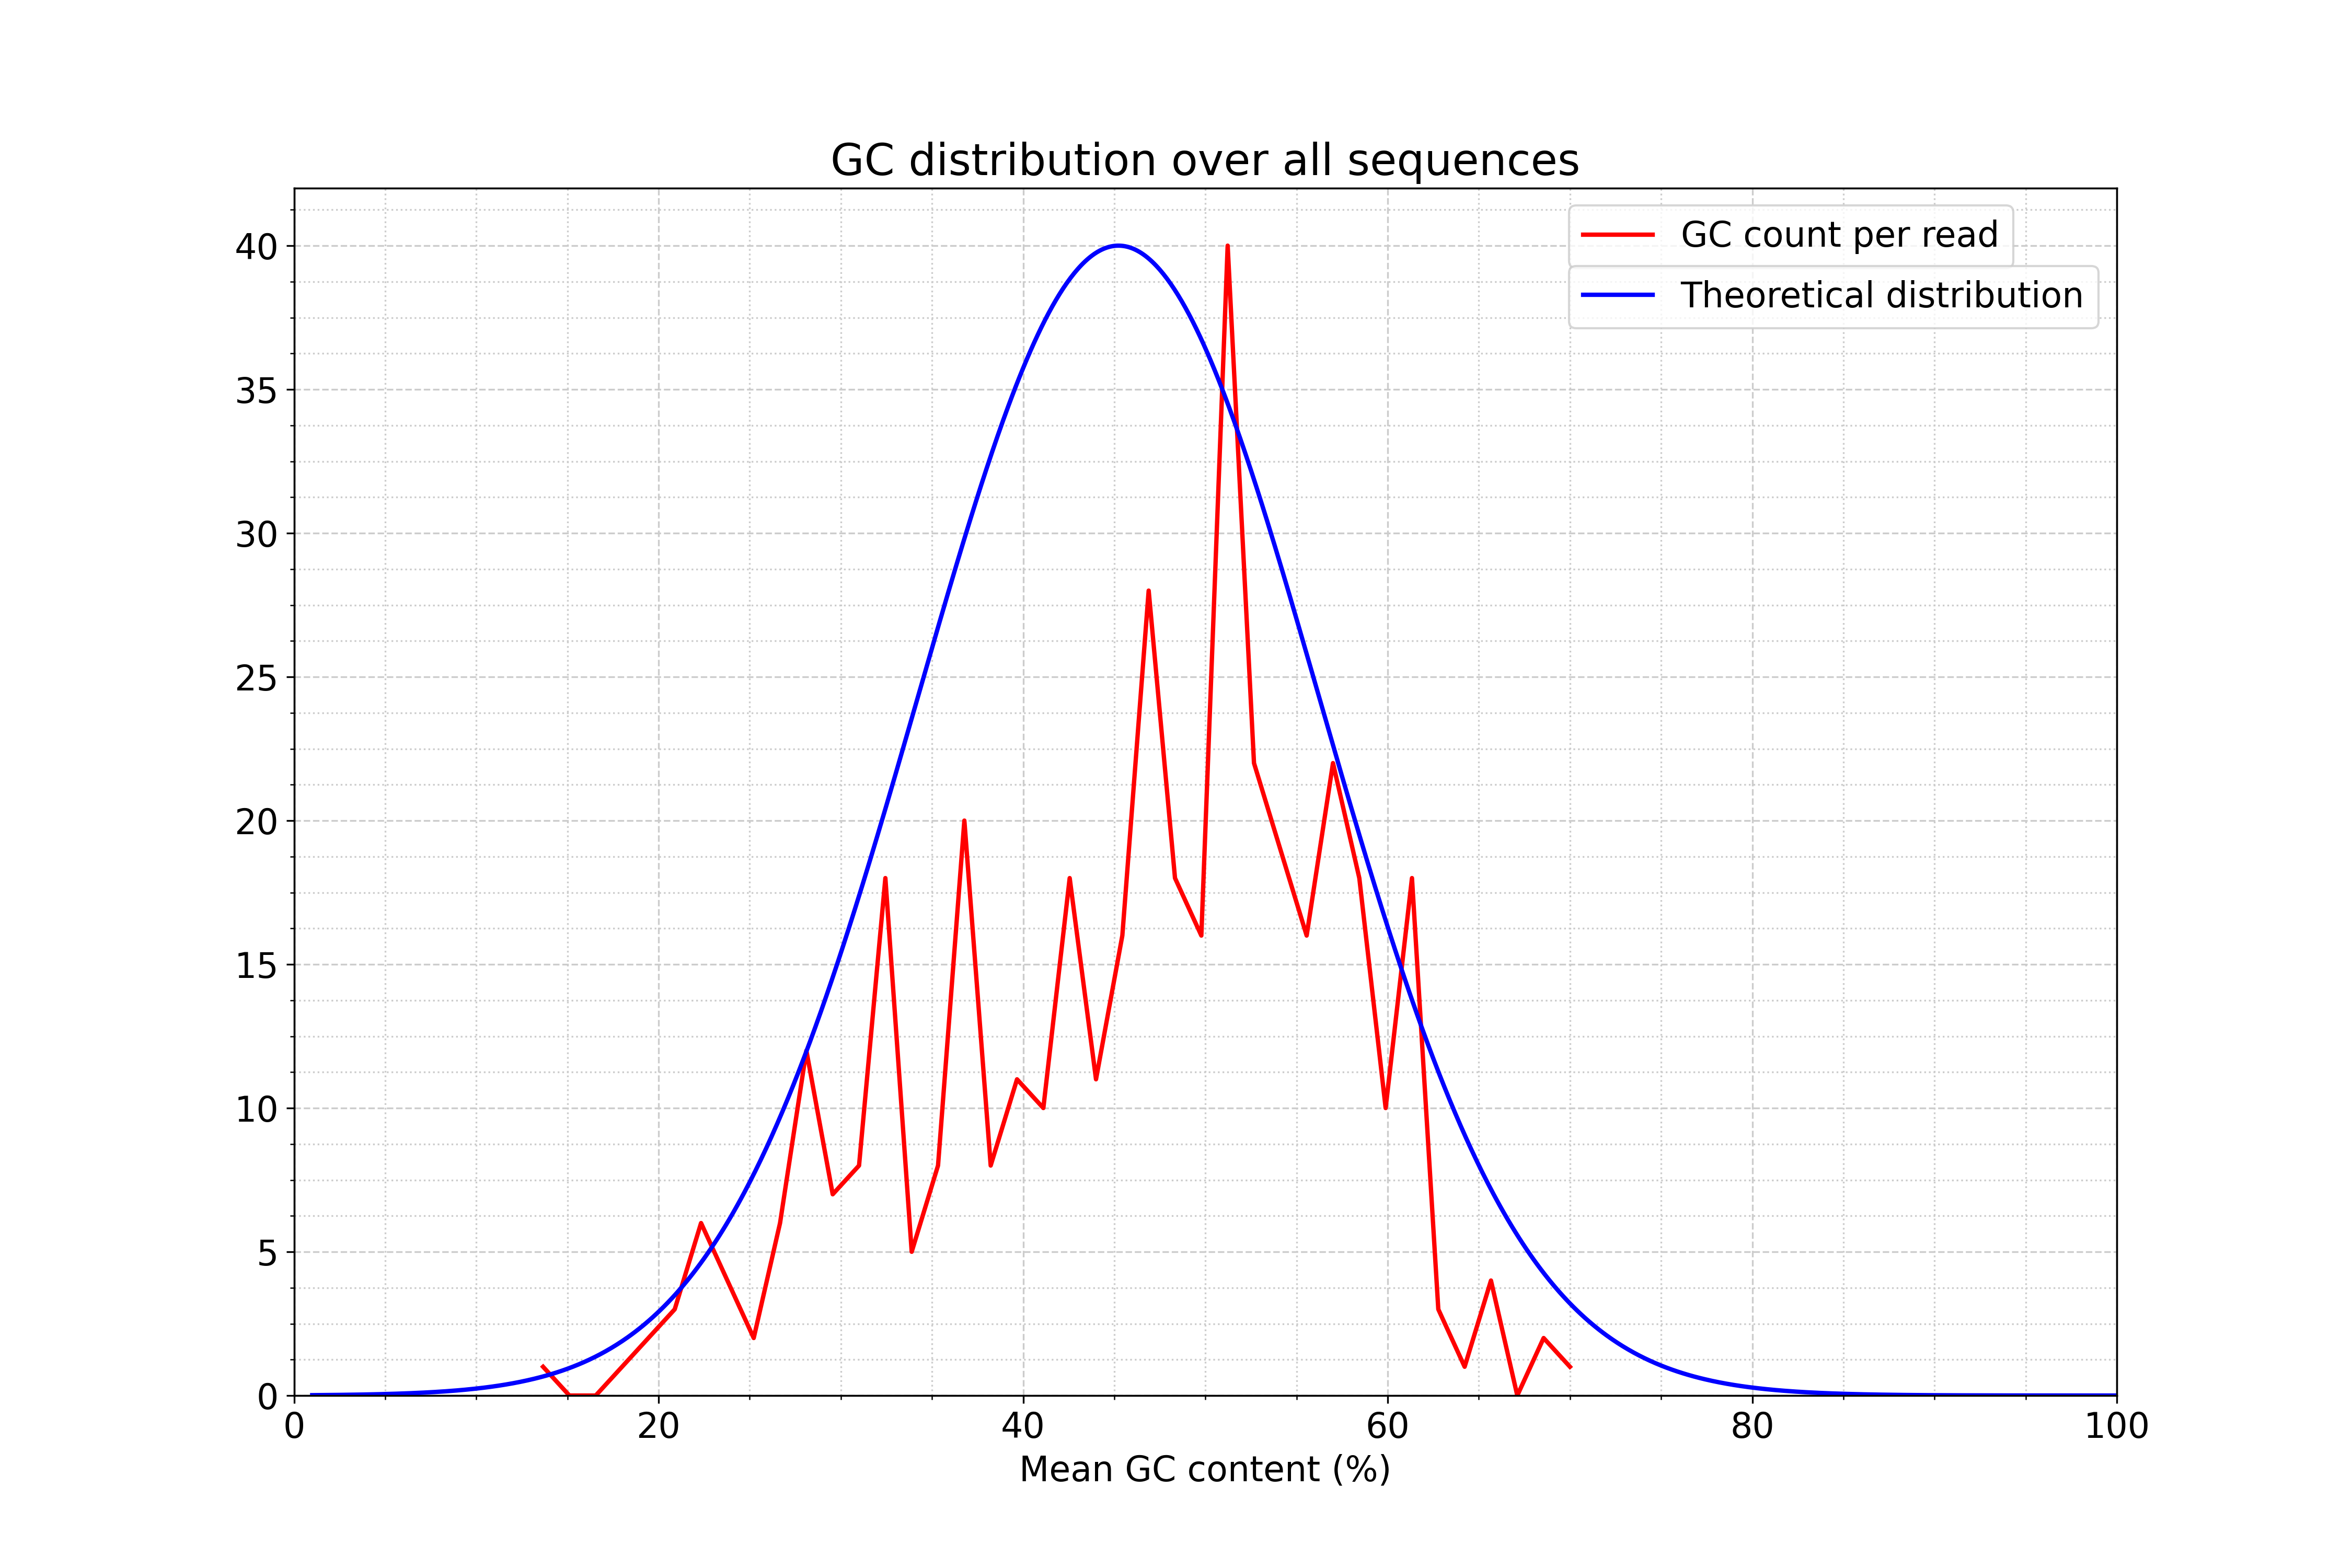 GC distribution over all sequences
GC count per read
Theoretical distribution
40
35
30
25
20
15
10
5
0
0 20 40 60 80 100
Mean GC content (%)